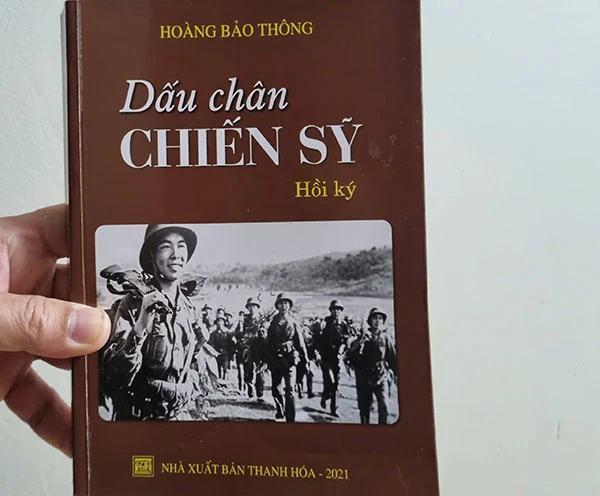 HOÀNG BẢO THÔNG
Dấu chân
CHIẾN SỸ
Hồi ký
NHÀ XUẤT BẢN THANH HÓA - 2021